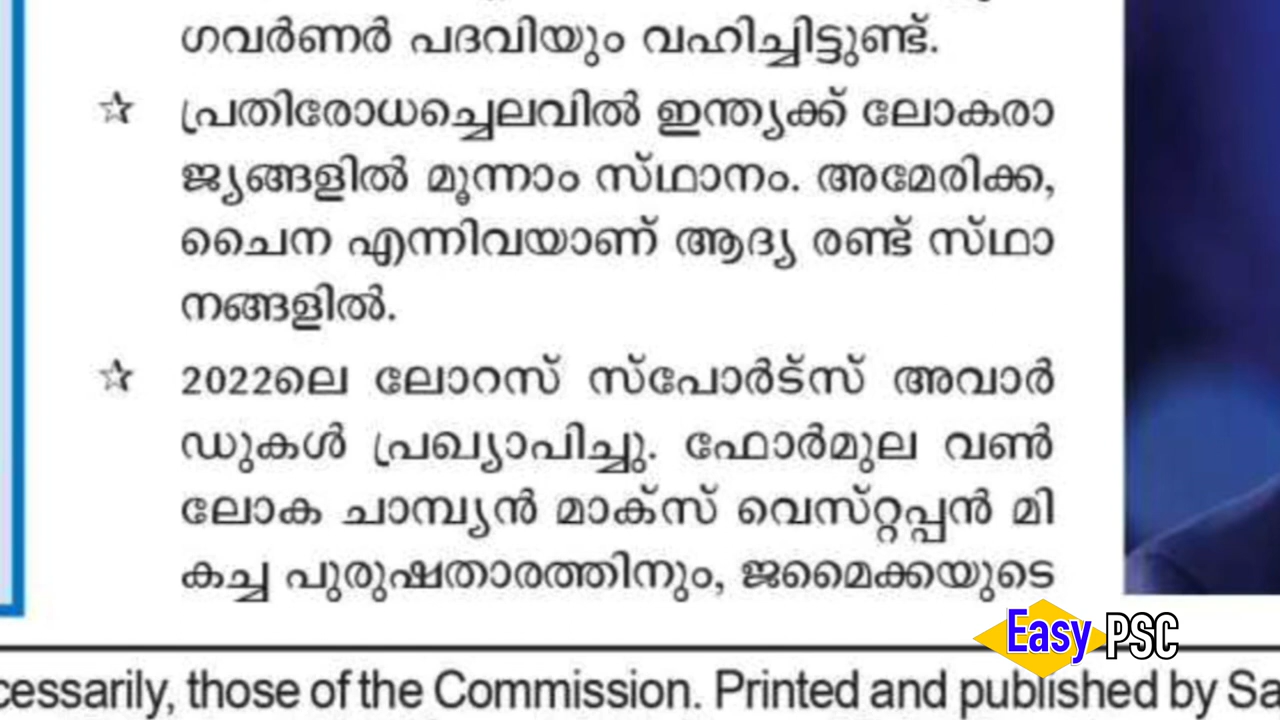 ഗവർണർ പദവിയും വഹിച്ചിട്ടുണ്ട്.
☆ പ്രതിരോധച്ചെലവിൽ ഇന്ത്യക്ക് ലോകരാ
ജ്യങ്ങളിൽ മൂന്നാം സ്ഥാനം. അമേരിക്ക,
ചൈന എന്നിവയാണ് ആദ്യ രണ്ട് സ്ഥാ
നങ്ങളിൽ.
☆ 2022ലെ ലോറസ് സ്പോർട്സ് അവാർ
ഡുകൾ പ്രഖ്യാപിച്ചു. ഫോർമുല വൺ
ലോക ചാമ്പ്യൻ മാക്സ് വെസ്റ്റപ്പൻ മി
കച്ച പുരുഷതാരത്തിനും, ജമൈക്കയുടെ
Easy PSC
cessarily, those of the Commission. Printed and published by Sa